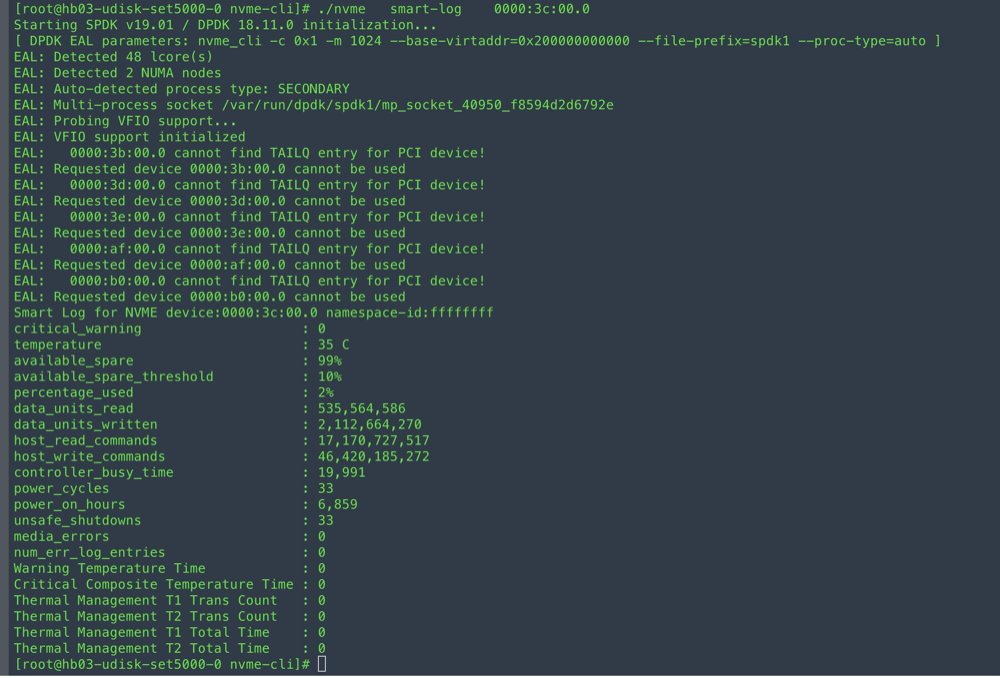 [root@hb03-udisk-set5000-0 nvme-cli]# ./nvme   smart-log    0000:3c:00.0
Starting SPDK v19.01 / DPDK 18.11.0 initialization...
[ DPDK EAL parameters: nvme_cli -c 0x1 -m 1024 --base-virtaddr=0x200000000000 --file-prefix=spdk1 --proc-type=auto ]
EAL: Detected 48 lcore(s)
EAL: Detected 2 NUMA nodes
EAL: Auto-detected process type: SECONDARY
EAL: Multi-process socket /var/run/dpdk/spdk1/mp_socket_40950_f8594d2d6792e
EAL: Probing VFIO support...
EAL: VFIO support initialized
EAL:   0000:3b:00.0 cannot find TAILQ entry for PCI device!
EAL: Requested device 0000:3b:00.0 cannot be used
EAL:   0000:3d:00.0 cannot find TAILQ entry for PCI device!
EAL: Requested device 0000:3d:00.0 cannot be used
EAL:   0000:3e:00.0 cannot find TAILQ entry for PCI device!
EAL: Requested device 0000:3e:00.0 cannot be used
EAL:   0000:af:00.0 cannot find TAILQ entry for PCI device!
EAL: Requested device 0000:af:00.0 cannot be used
EAL:   0000:b0:00.0 cannot find TAILQ entry for PCI device!
EAL: Requested device 0000:b0:00.0 cannot be used
Smart Log for NVME device:0000:3c:00.0 namespace-id:ffffffff
critical_warning                    : 0
temperature                         : 35 C
available_spare                     : 99%
available_spare_threshold           : 10%
percentage_used                     : 2%
data_units_read                     : 535,564,586
data_units_written                  : 2,112,664,270
host_read_commands                  : 17,170,727,517
host_write_commands                 : 46,420,185,272
controller_busy_time                : 19,991
power_cycles                        : 33
power_on_hours                      : 6,859
unsafe_shutdowns                    : 33
media_errors                        : 0
num_err_log_entries                 : 0
Warning Temperature Time            : 0
Critical Composite Temperature Time : 0
Thermal Management T1 Trans Count   : 0
Thermal Management T2 Trans Count   : 0
Thermal Management T1 Total Time    : 0
Thermal Management T2 Total Time    : 0
[root@hb03-udisk-set5000-0 nvme-cli]#